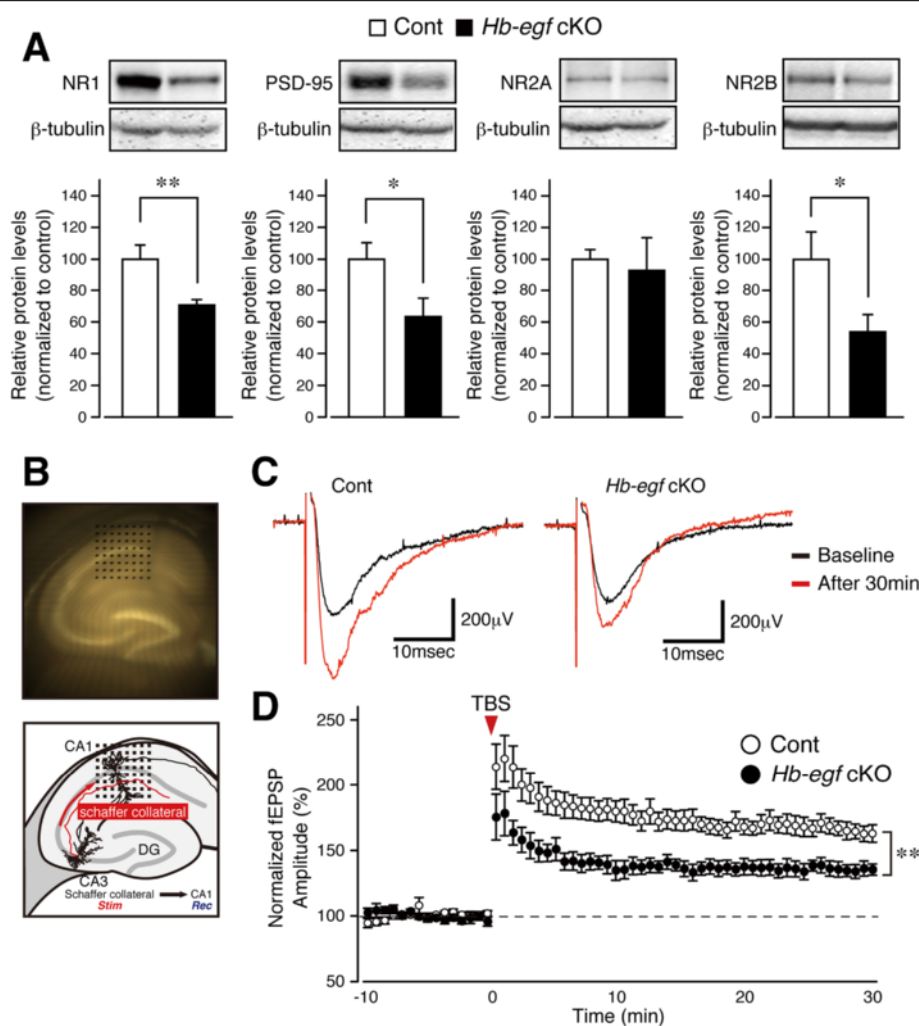 Cont Hb-egf cKO
A
NR1
β-tubulin
PSD-95
β-tubulin
NR2A
β-tubulin
NR2B
β-tubulin
Relative protein levels
(normalized to control)
140
120
100
80
60
40
20
0
**
Relative protein levels
(normalized to control)
140
120
100
80
60
40
20
0
*
Relative protein levels
(normalized to control)
140
120
100
80
60
40
20
0
Relative protein levels
(normalized to control)
140
120
100
80
60
40
20
0
*
B
CA1
schaffer collateral
DG
CA3
Schaffer collateral CA1
Stim Rec
C
Cont
200μV
10msec
Hb-egf cKO
200μV
10msec
Baseline
After 30min
D
TBS
Cont
Hb-egf cKO
Normalized fEPSP
Amplitude (%)
250
200
150
100
50
**
-10 0 10 20 30
Time (min)